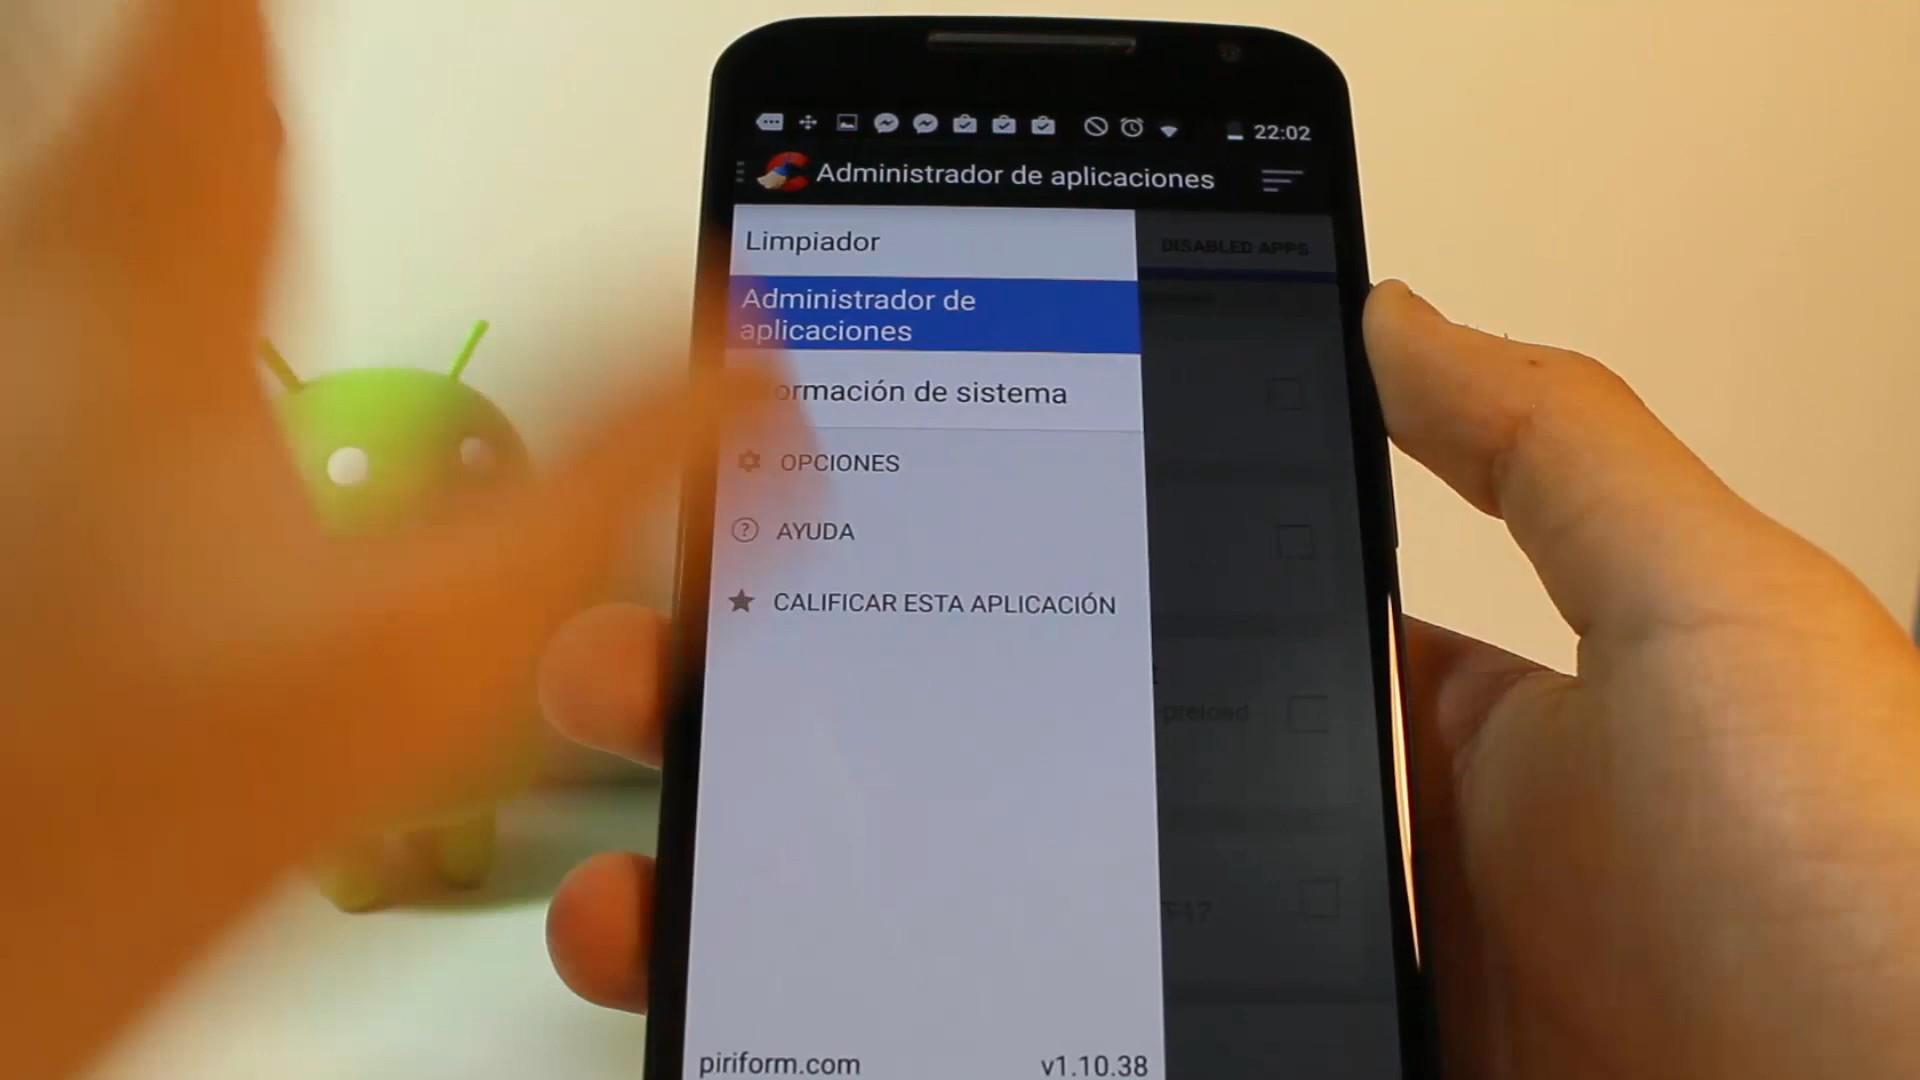 22:02
Administrador de aplicaciones
Limpiador
DISABLED APPS
Administrador de
aplicaciones
de sistema
OPCIONES
AYUDA
CALIFICAR ESTA APLICACIÓN
preload
piriform.com v1.10.38